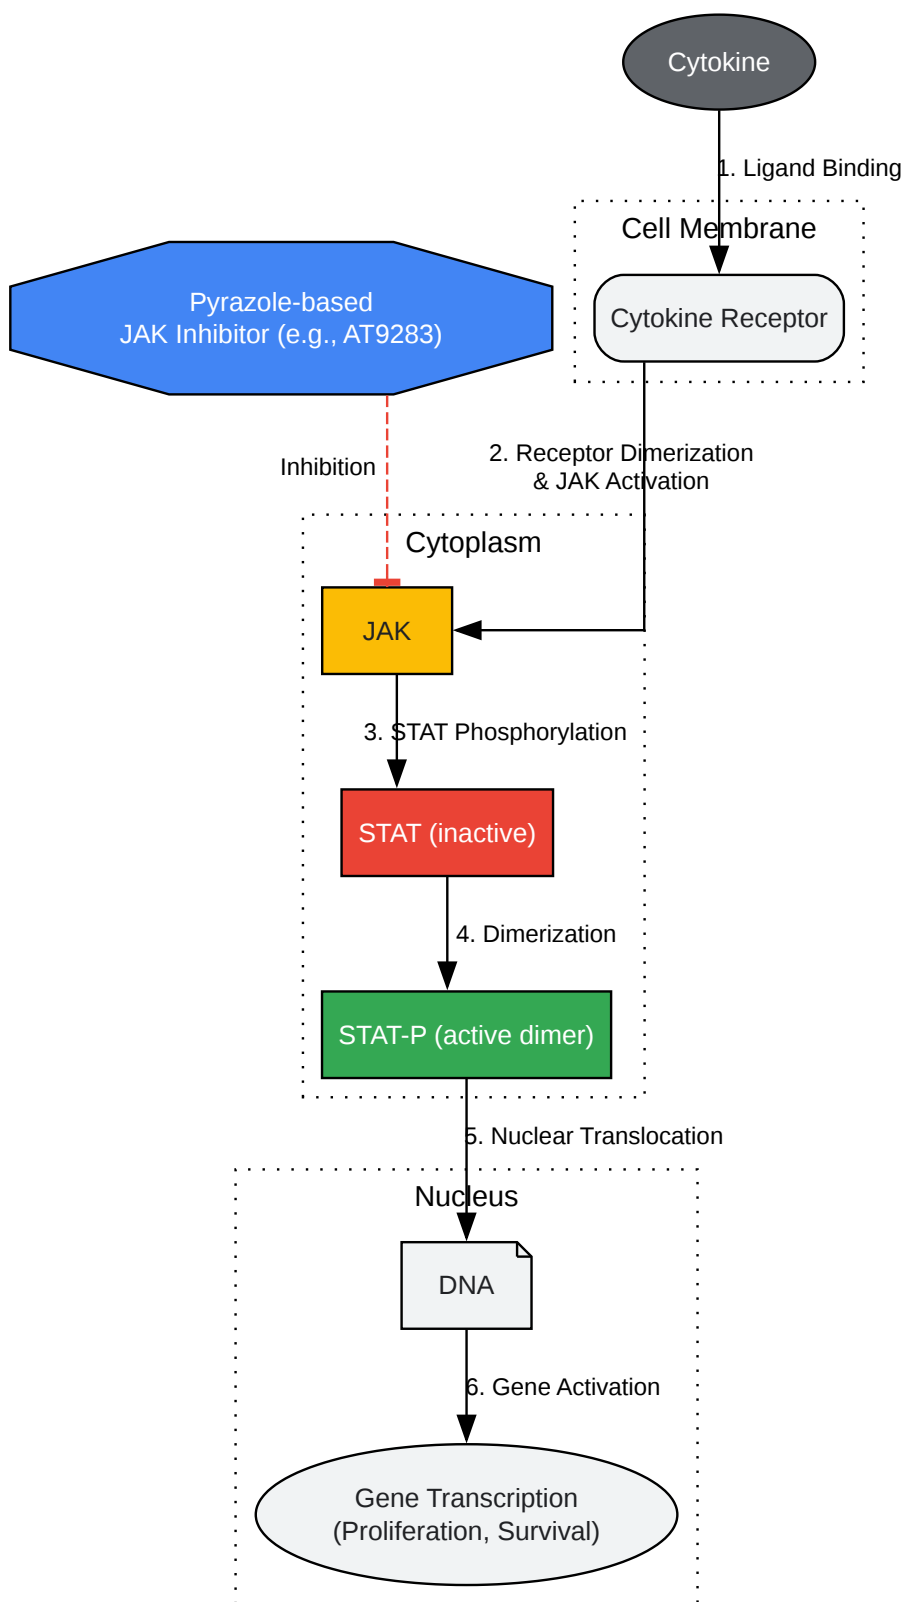 Cytokine
1. Ligand Binding
Cell Membrane
Cytokine Receptor
Pyrazole-based
JAK Inhibitor (e.g., AT9283)
2. Receptor Dimerization
& JAK Activation
Inhibition
Cytoplasm
JAK
3. STAT Phosphorylation
STAT (inactive)
4. Dimerization
STAT-P (active dimer)
5. Nuclear Translocation
Nucleus
DNA
6. Gene Activation
Gene Transcription
(Proliferation, Survival)